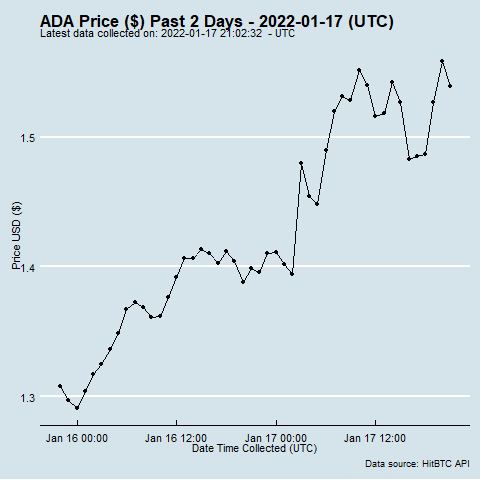 ADA Price ($) Past 2 Days - 2022-01-17 (UTC)
Latest data collected on: 2022-01-17 21:02:32 - UTC
1.5
1.4
1.3
Price USD ($)
Jan 16 00:00 Jan 16 12:00 Jan 17 00:00 Jan 17 12:00
Date Time Collected (UTC)
Data source: HitBTC API